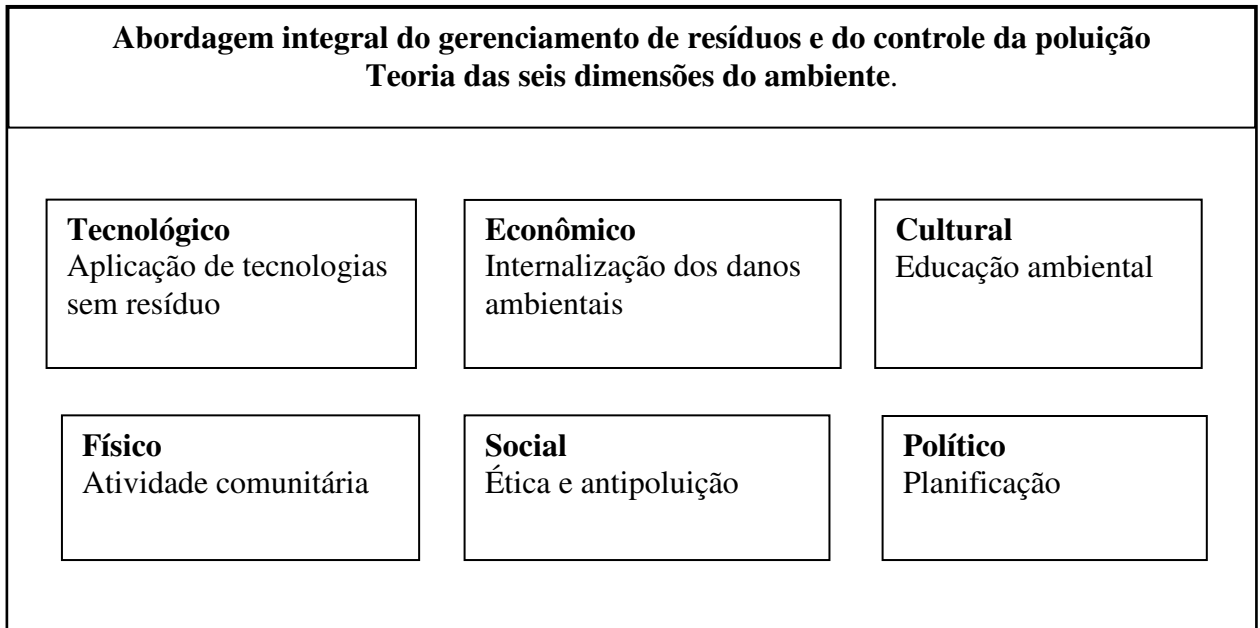 Abordagem integral do gerenciamento de resíduos e do controle da poluição
Teoria das seis dimensões do ambiente.
Tecnológico
Aplicação de tecnologias
sem resíduo
Econômico
Internalização dos danos
ambientais
Cultural
Educação ambiental
Físico
Atividade comunitária
Social
Ética e antipoluição
Político
Planificação